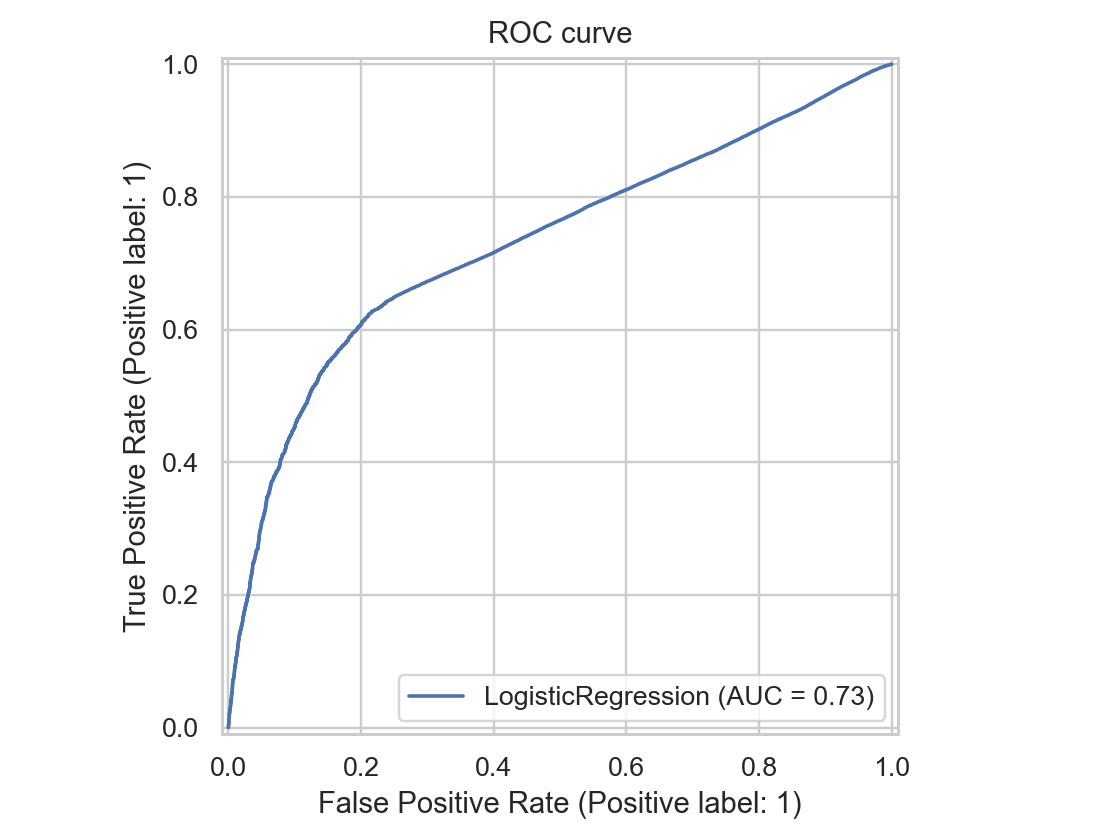 ROC curve
True Positive Rate (Positive label: 1)
1.0
0.8
0.6
0.4
0.2
0.0
LogisticRegression (AUC = 0.73)
0.0 0.2 0.4 0.6 0.8 1.0
False Positive Rate (Positive label: 1)